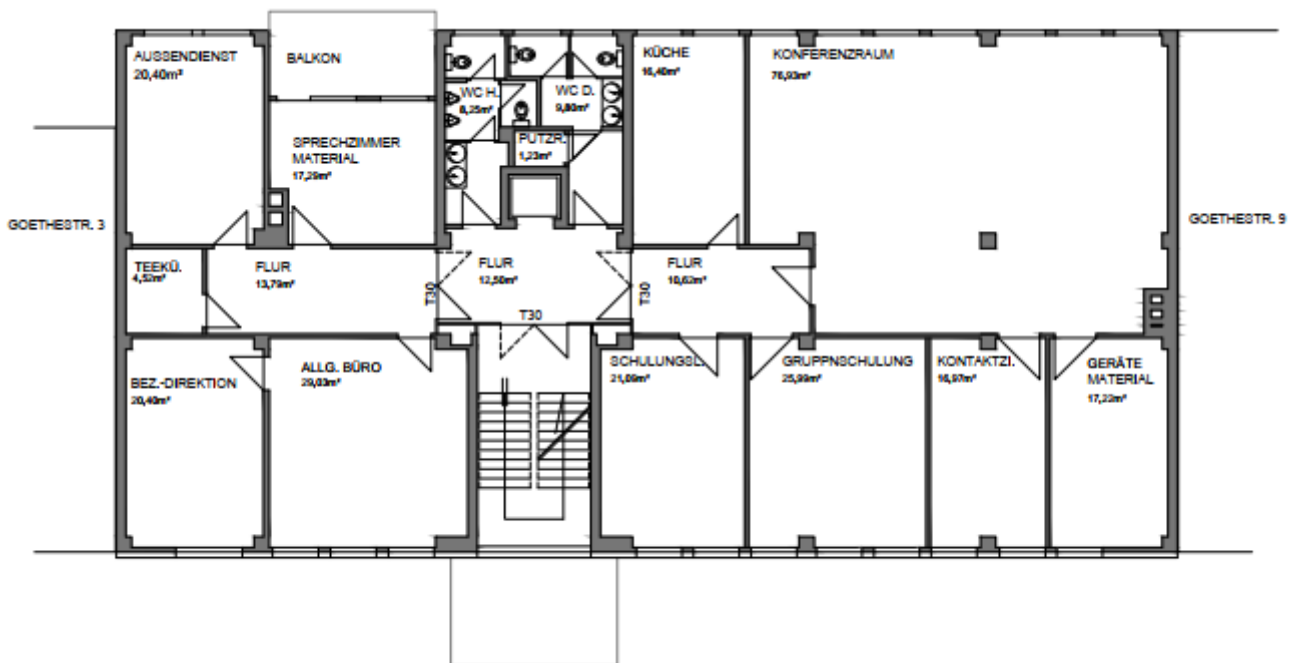 AUSSENDIENST
20,40m²
BALKON
SPRECHZIMMER
MATERIAL
17,29m²
WC H.
8,25m²
WC D.
9,80m²
PUTZR.
1,23m²
KÜCHE
16,40m²
KONFERENZRAUM
76,93m²
GOETHESTR. 3
GOETHESTR. 9
TEEKÜ.
4,52m²
FLUR
13,79m²
T30
FLUR
12,50m²
T30
T30
FLUR
10,62m²
BEZ.-DIREKTION
20,40m²
ALLG. BÜRO
29,03m²
SCHULUNGSL.
21,09m²
GRUPPNSCHULUNG
25,99m²
KONTAKTZI.
16,97m²
GERÄTE
MATERIAL
17,22m²